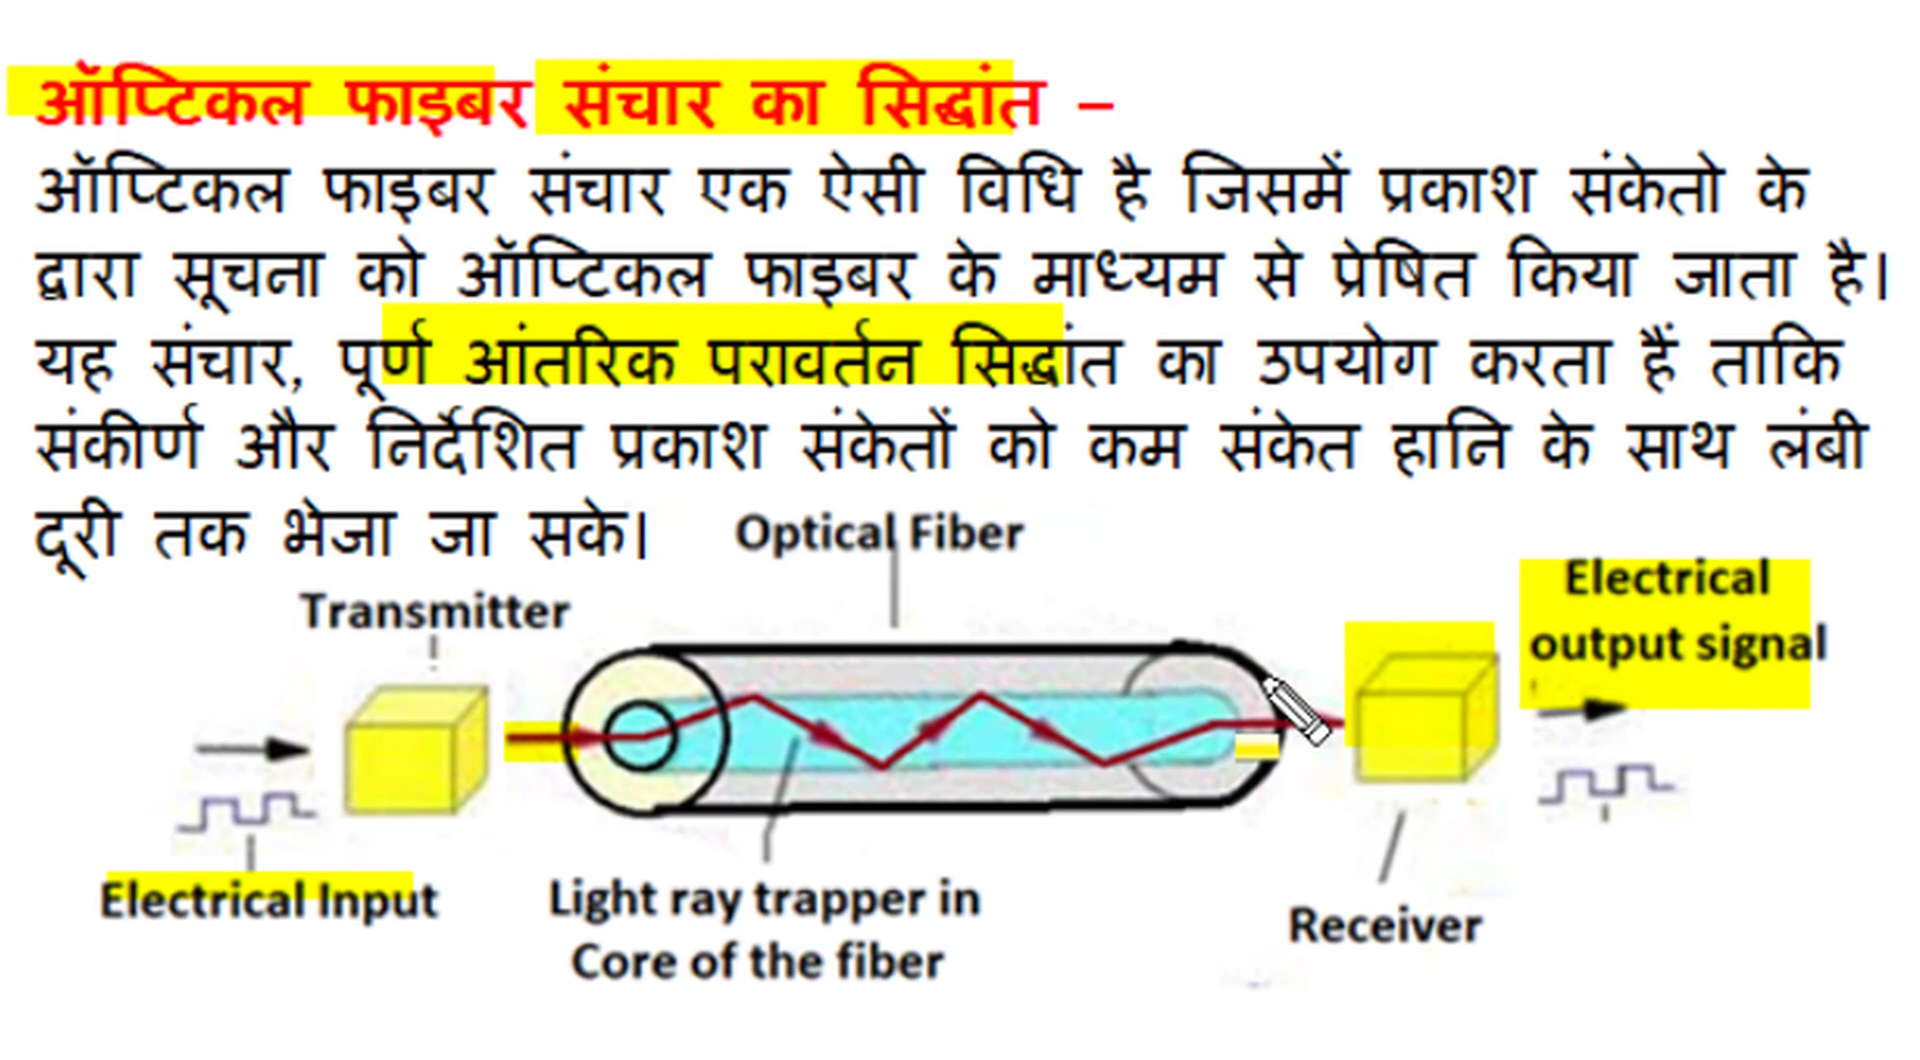 ऑप्टिकल फाइबर संचार का सिद्धांत –
ऑप्टिकल फाइबर संचार एक ऐसी विधि है जिसमें प्रकाश संकेतो के
द्वारा सूचना को ऑप्टिकल फाइबर के माध्यम से प्रेषित किया जाता है।
यह संचार, पूर्ण आंतरिक परावर्तन सिद्धांत का उपयोग करता हैं ताकि
संकीर्ण और निर्देशित प्रकाश संकेतों को कम संकेत हानि के साथ लंबी
दूरी तक भेजा जा सके।
Optical Fiber
Transmitter
Electrical
output signal
Electrical Input
Light ray trapper in
Core of the fiber
Receiver